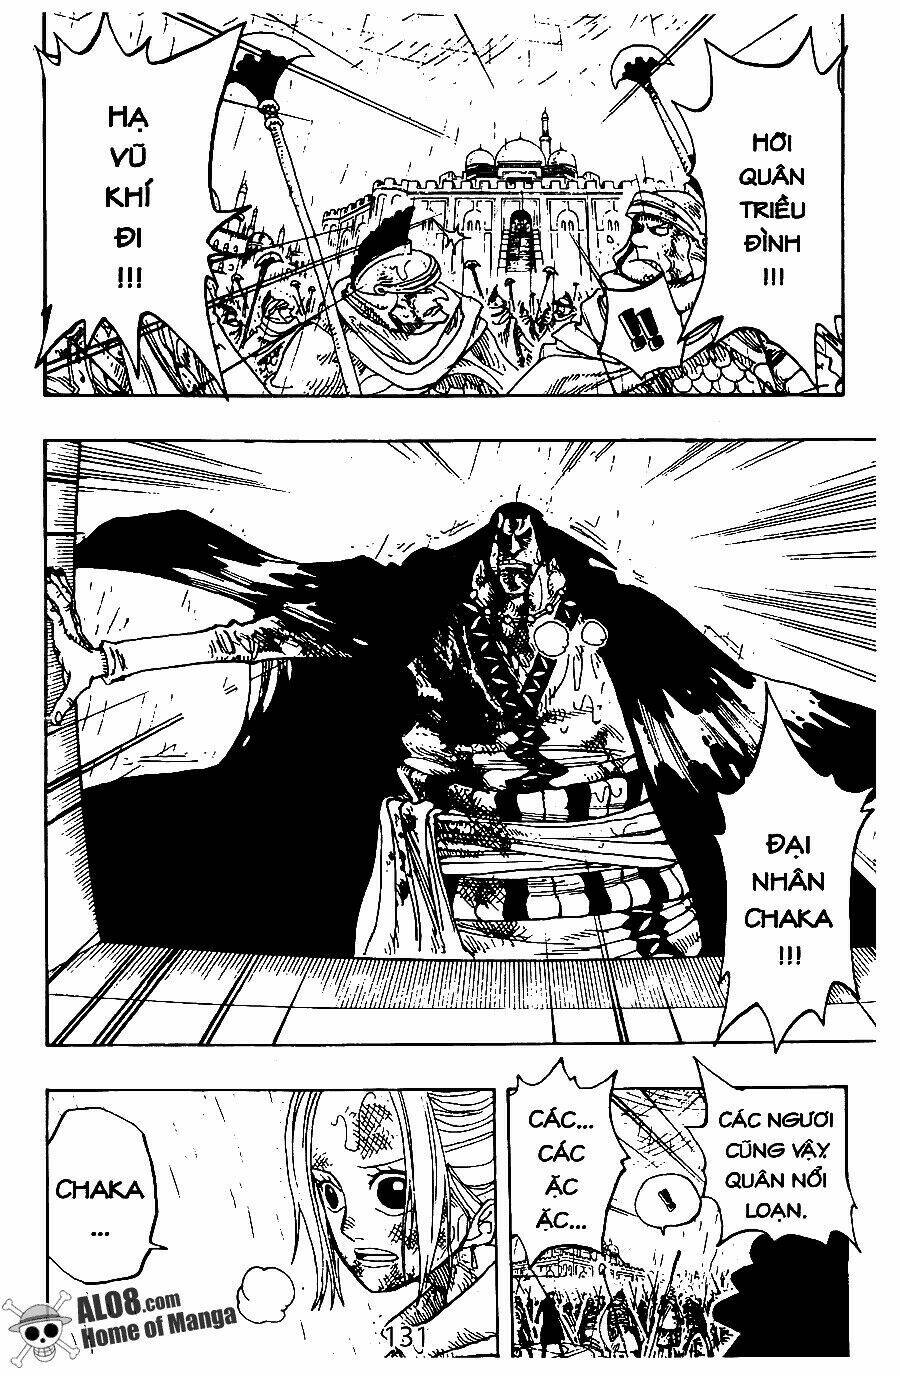 HỠI
QUÂN
TRIỀU
ĐÌNH
!!!
!!
HẠ
VŨ
KHÍ
ĐI
!!!
ĐẠI
NHÂN
CHAKA
!!!
CÁC NGƯƠI
CŨNG VẬY
QUÂN NỔI
LOẠN.
!!
CÁC...
CÁC
ẶC
ẶC...
CHAKA
...
131
ALO8.com
Home of Manga